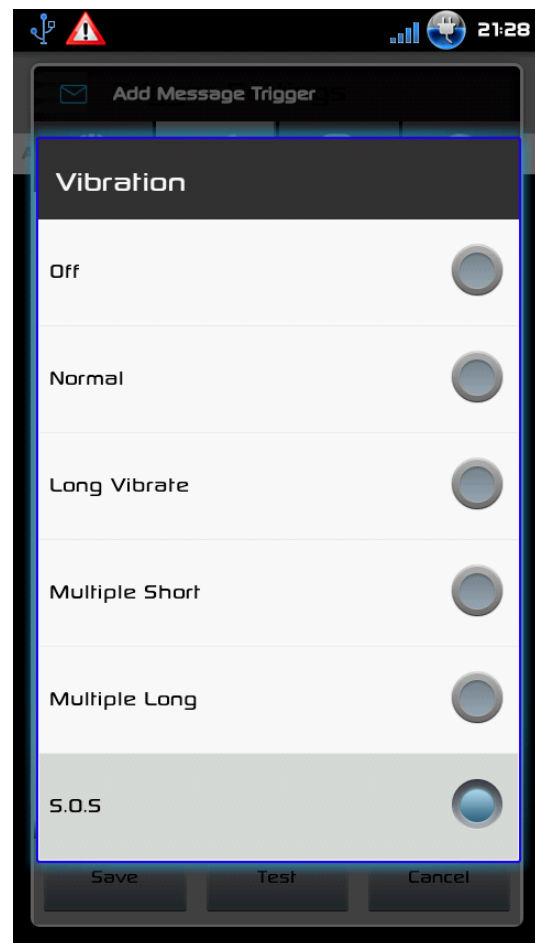 21:28
Add Message Trigger
Vibration
Off
Normal
Long Vibrate
Multiple Short
Multiple Long
S.O.S
Save Test Cancel